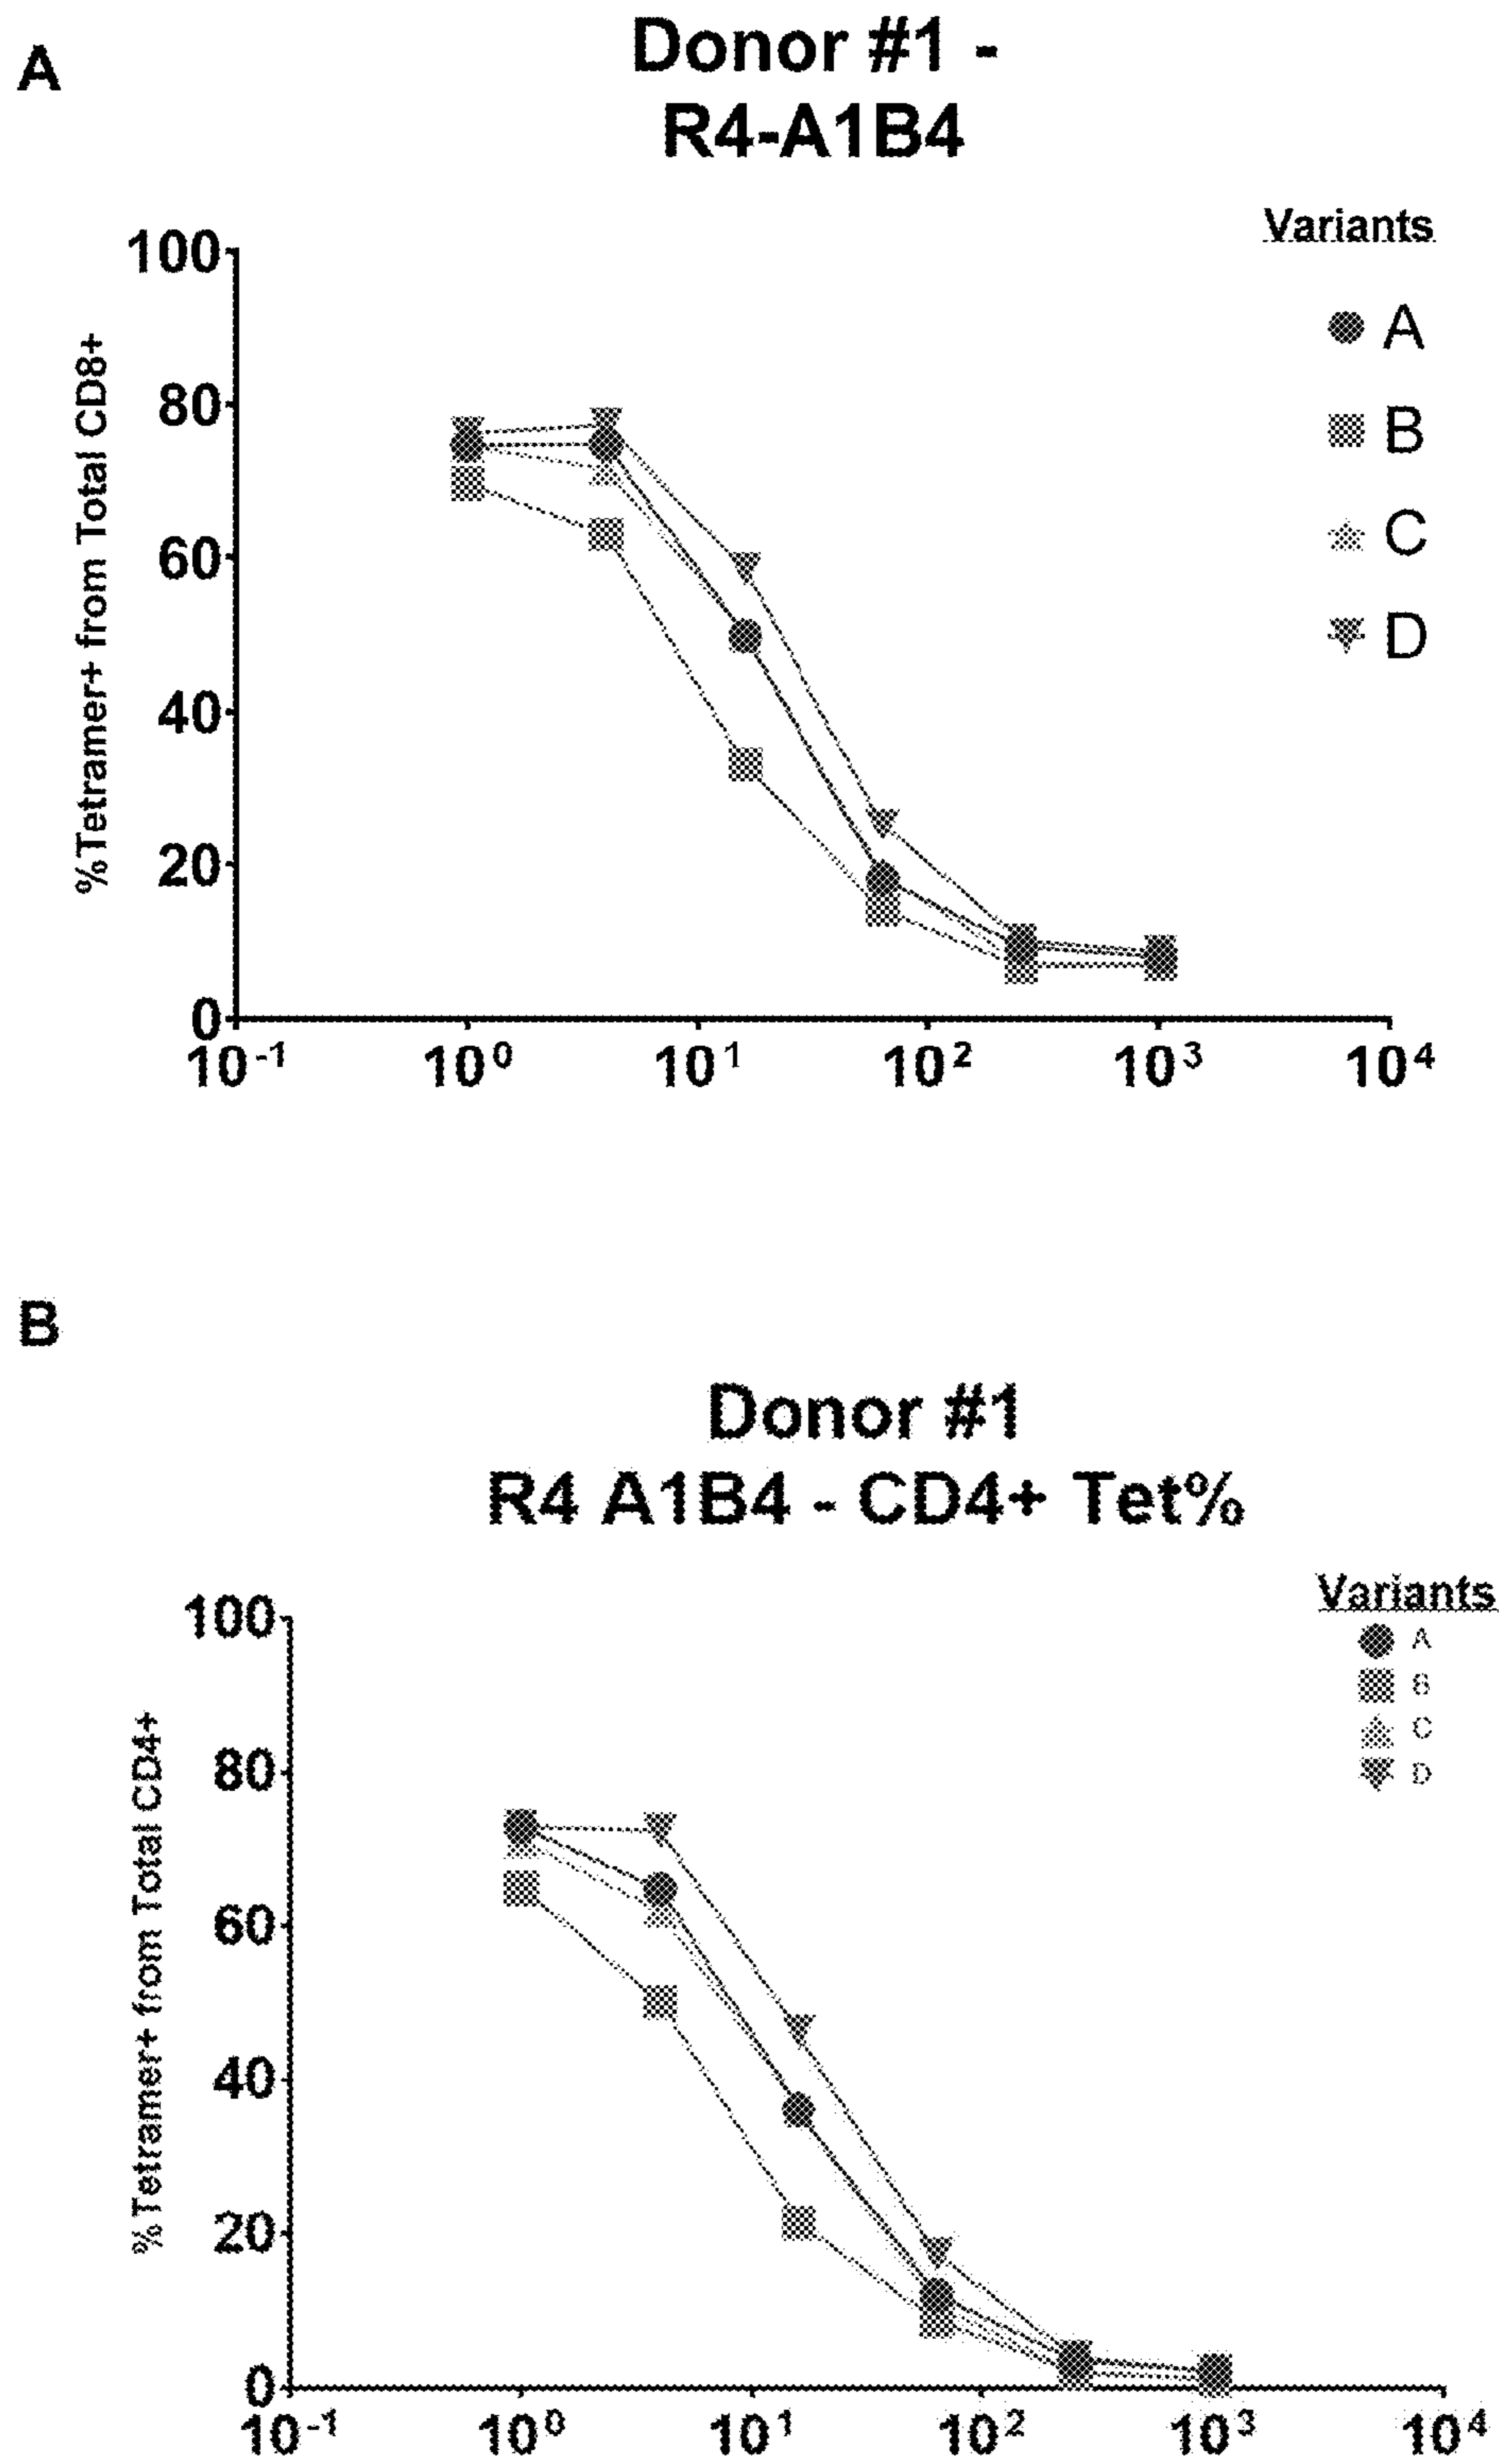 A
Donor #1 -
R4-A1B4
Variants
A
B
C
D
%Tetramer+ from Total CD8+
100
80
60
40
20
0
10-1 100 101 102 103 104
B
Donor #1
R4 A1B4 - CD4+ Tet%
Variants
A
B
C
D
%Tetramer+ from Total CD4+
100
80
60
40
20
0
10-1 100 101 102 103 104